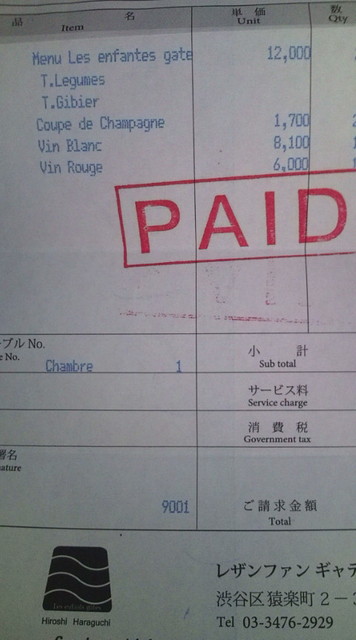 品 名 単 価 数
Item Unit Qty
Menu Les enfantes gate 12,000
T.Legumes
T.Gibier
Coupe de Champagne 1,700
Vin Blanc 8,100
Vin Rouge 6,000
PAID
ーブル No.
e No.
Chambre 1
小 計
Sub total
サービス料
Service charge
消 費 税
Government tax
署名
ature
9001
ご請求金額
Total
Hiroshi Haraguchi
レザンファン ギャテ
渋谷区猿楽町 2－3
Tel 03-3476-2929